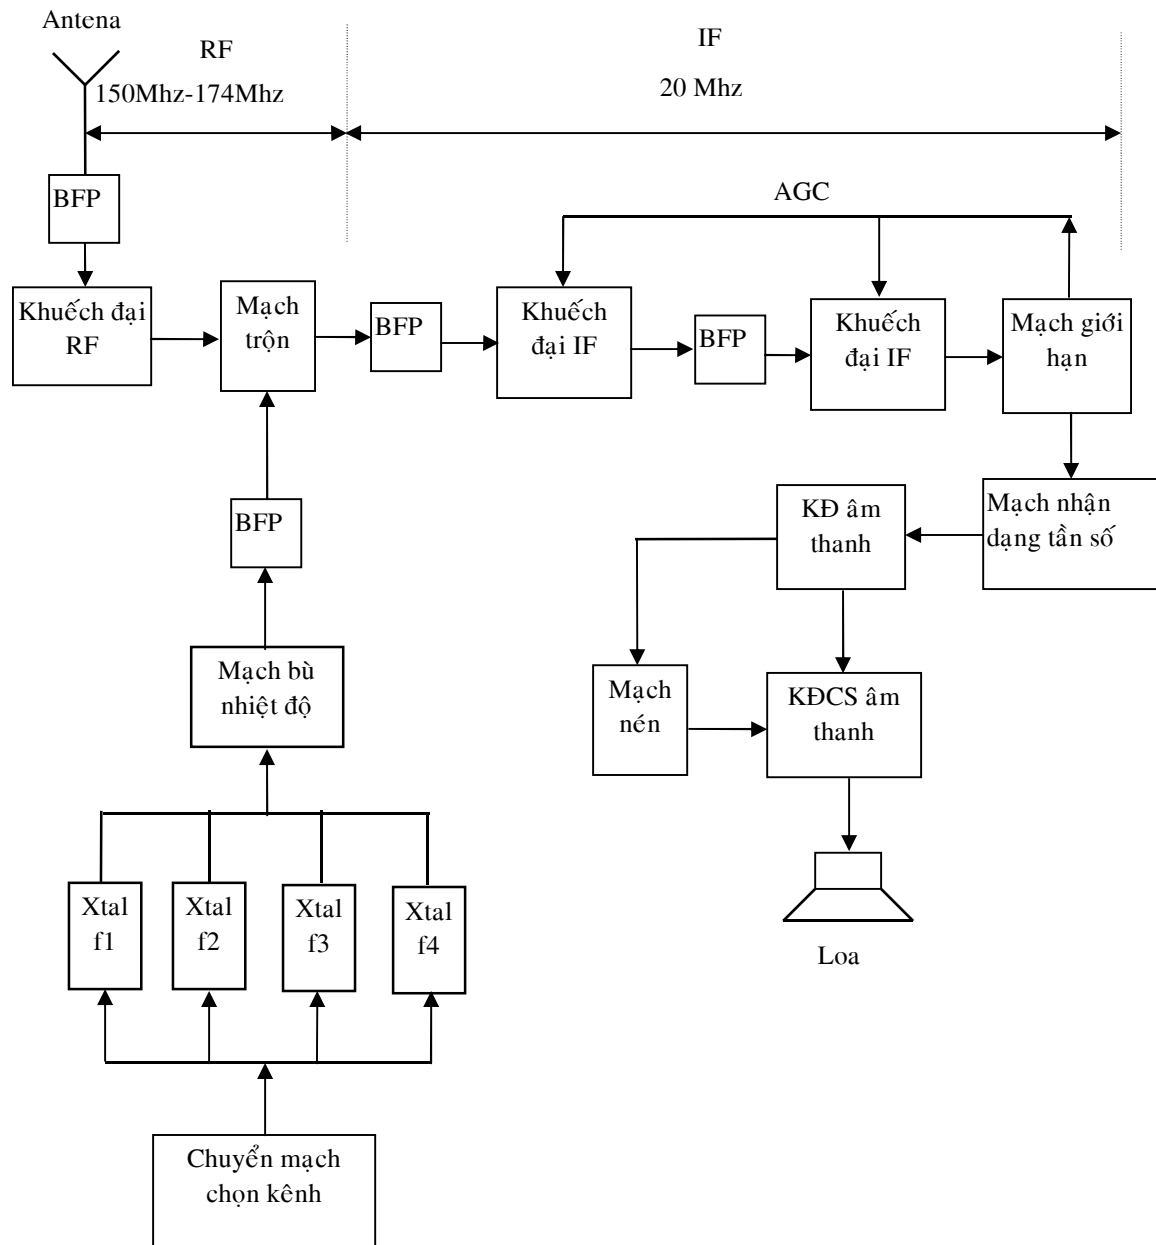 Antena
RF
IF
150Mhz-174Mhz
20 Mhz
BFP
AGC
Khuếch đại
RF
Mạch
trộn
BFP
Khuếch
đại IF
BFP
Khuếch
đại IF
Mạch giới
hạn
BFP
KĐ âm
thanh
Mạch nhận
dạng tần số
Mạch bù
nhiệt độ
Mạch
nén
KĐCS âm
thanh
Xtal
f1
Xtal
f2
Xtal
f3
Xtal
f4
Loa
Chuyển mạch
chọn kênh